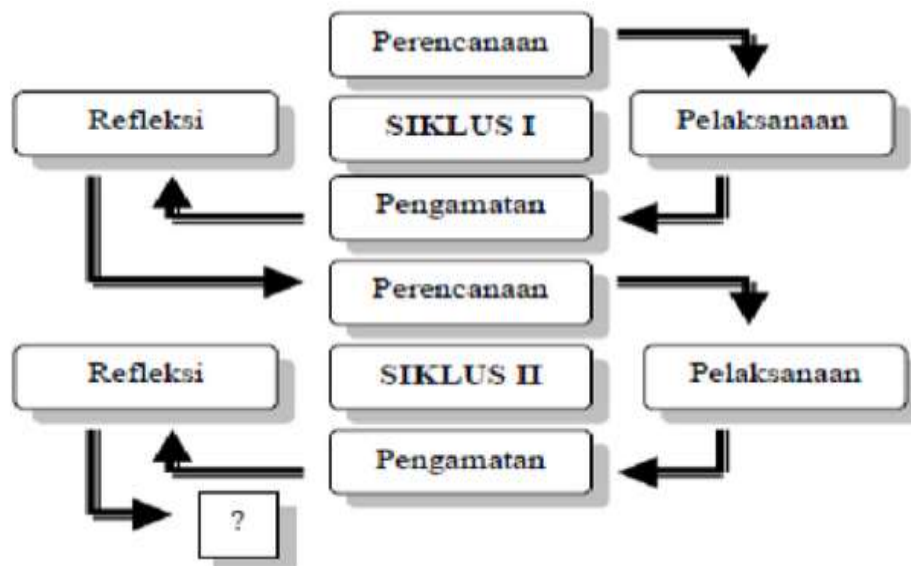 Perencanaan
Refleksi
SIKLUS I
Pelaksanaan
Pengamatan
Perencanaan
Refleksi
SIKLUS II
Pelaksanaan
Pengamatan
?